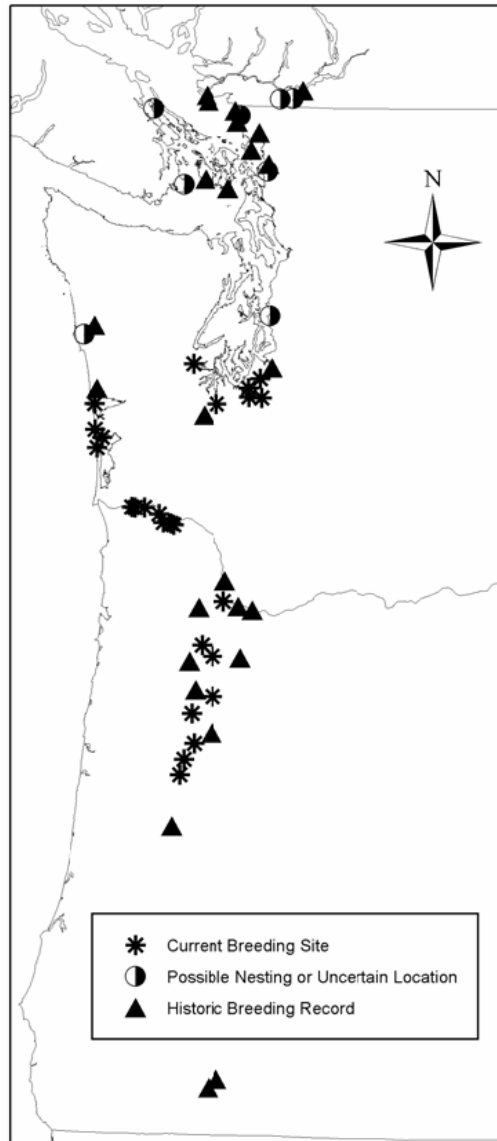 N
Current Breeding Site
Possible Nesting or Uncertain Location
Historic Breeding Record